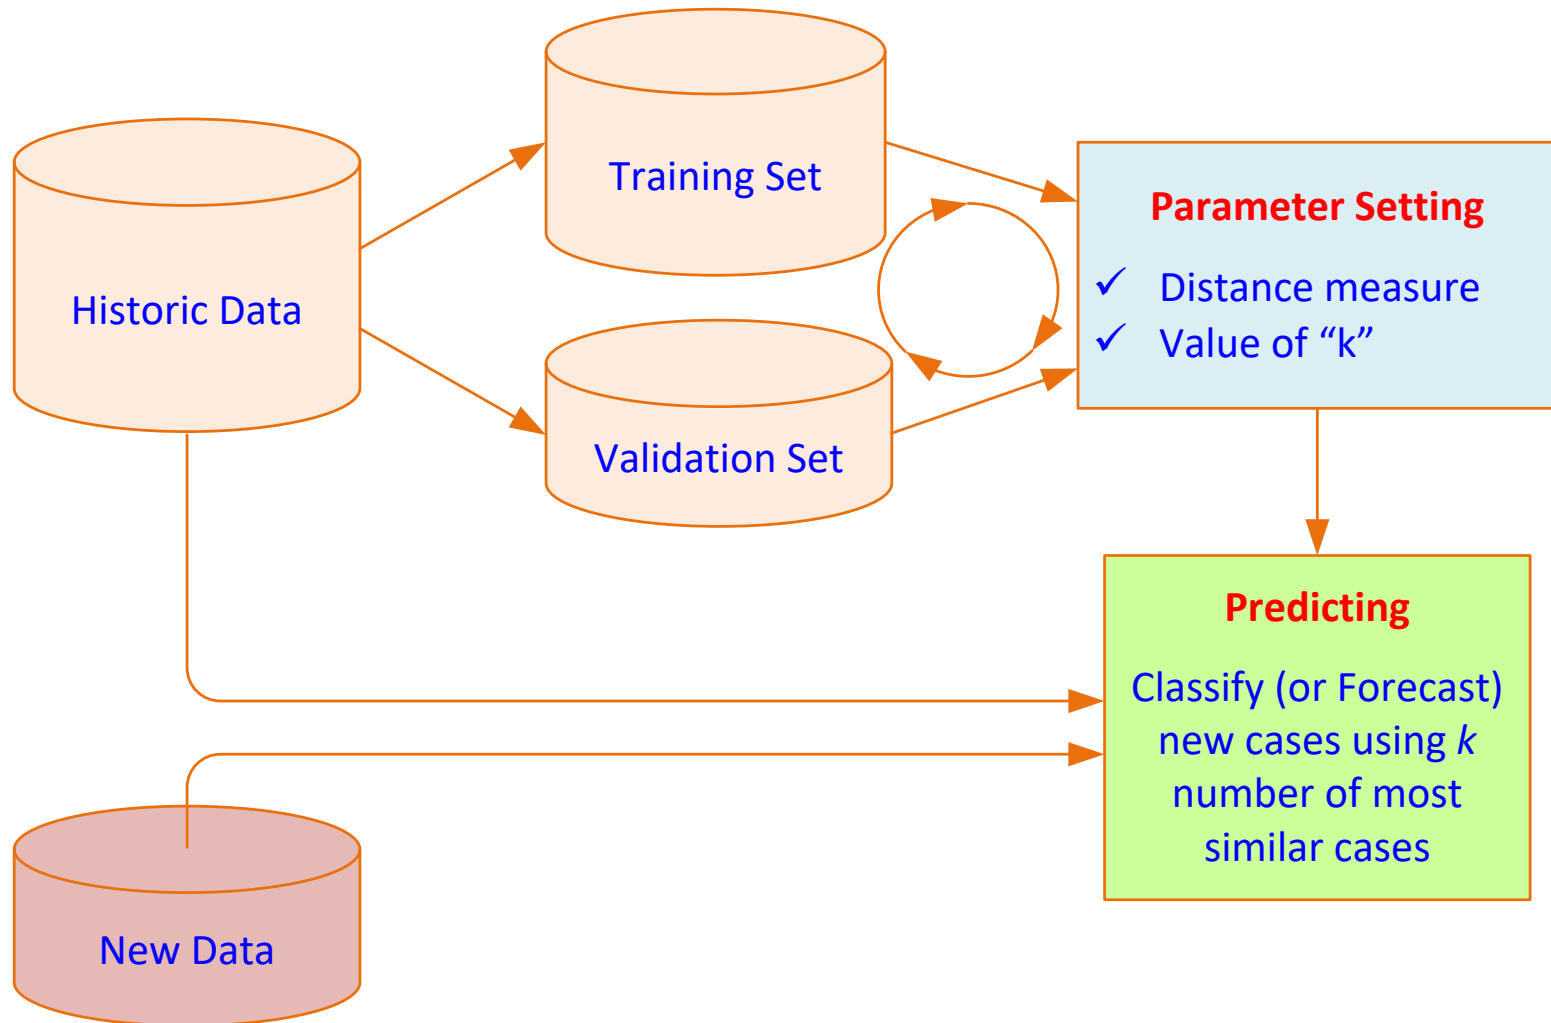 Historic Data
Training Set
Validation Set
Parameter Setting
✓ Distance measure
✓ Value of “k”
Predicting
Classify (or Forecast)
new cases using k
number of most
similar cases
New Data